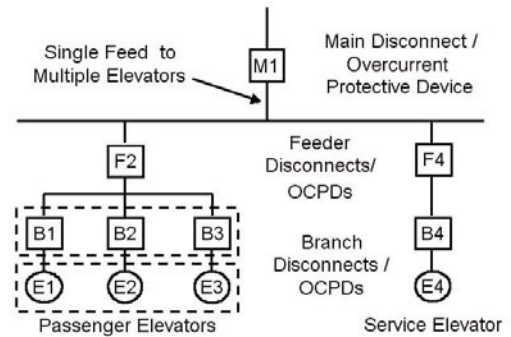 Single Feed to
Multiple Elevators
M1
Main Disconnect /
Overcurrent
Protective Device
F2
Feeder
Disconnects/
OCPDs
F4
B1 B2 B3
Branch
Disconnects /
OCPDs
B4
E1 E2 E3
E4
Passenger Elevators
Service Elevator